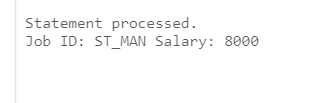 Statement processed.
Job ID: ST_MAN Salary: 8000